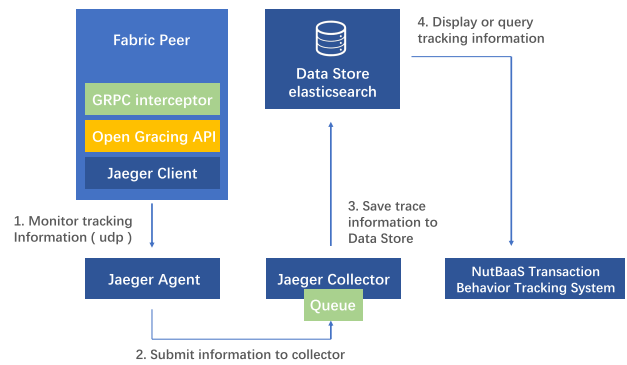 Fabric Peer
GRPC interceptor
Open Gracing API
Jaeger Client
1. Monitor tracking
Information ( udp )
Jaeger Agent
2. Submit information to collector
Jaeger Collector
Queue
3. Save trace
information to
Data Store
Data Store
elasticsearch
4. Display or query
tracking information
NutBaaS Transaction
Behavior Tracking System